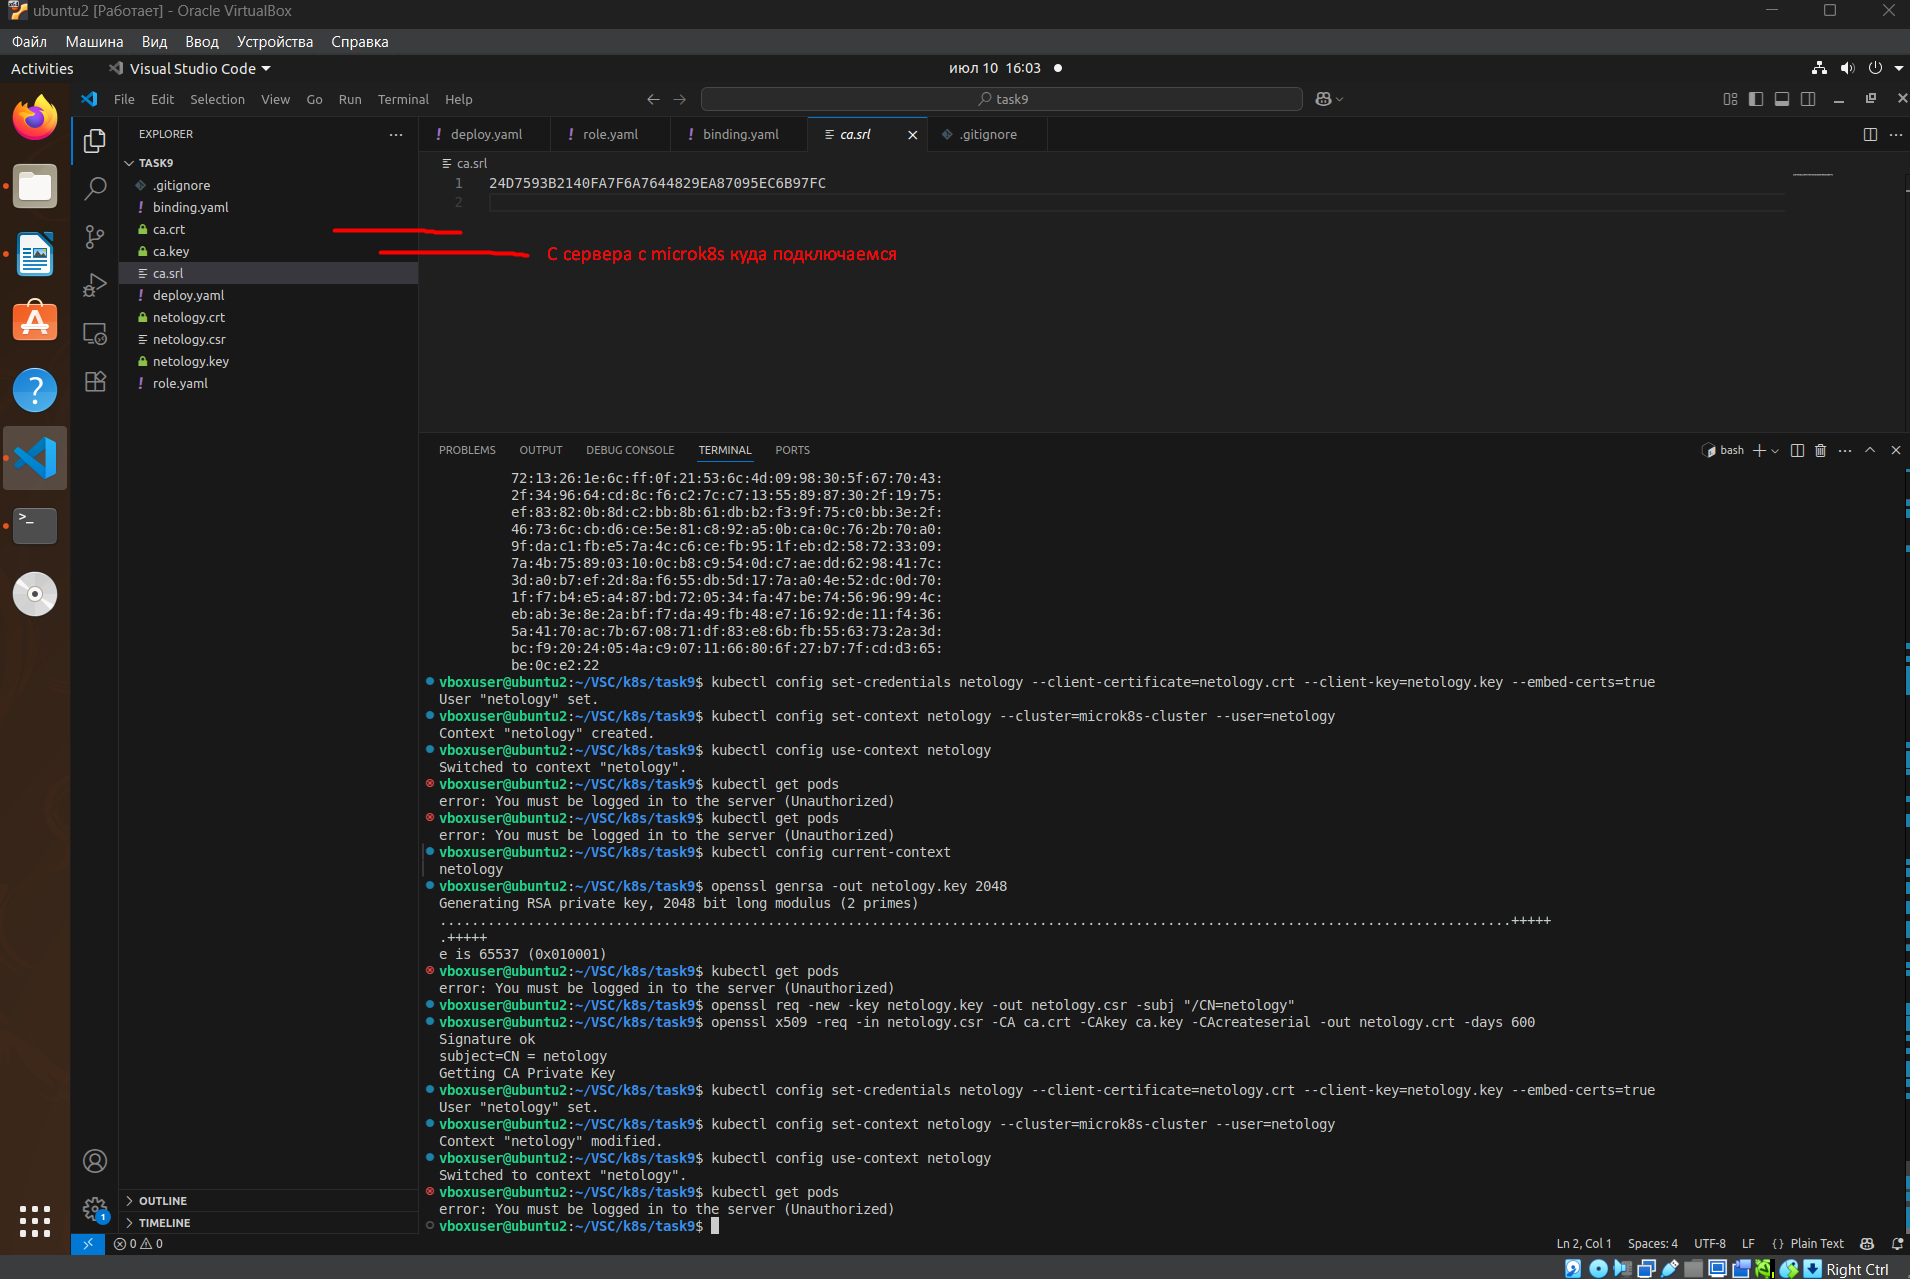 ubuntu2 [Работает] - Oracle VirtualBox
Файл Машина Вид Ввод Устройства Справка
Activities Visual Studio Code июл 10 16:03
File Edit Selection View Go Run Terminal Help task9
EXPLORER
deploy.yaml role.yaml binding.yaml ca.srl .gitignore
TASK9
.gitignore
binding.yaml
ca.crt
ca.key
ca.srl
deploy.yaml
netology.crt
netology.csr
netology.key
role.yaml
ca.srl
1 24D7593B2140FA7F6A7644829EA87095EC6B97FC
2
С сервера с microk8s куда подключаемся
PROBLEMS OUTPUT DEBUG CONSOLE TERMINAL PORTS bash
72:13:26:1e:6c:ff:0f:21:53:6c:4d:09:98:30:5f:67:70:43:
2f:34:96:64:cd:8c:f6:c2:7c:c7:13:55:89:87:30:2f:19:75:
ef:83:82:0b:8d:c2:bb:8b:61:db:b2:f3:9f:75:c0:bb:3e:2f:
46:73:6c:cb:d6:ce:5e:81:c8:92:a5:0b:ca:0c:76:2b:70:a0:
9f:da:c1:fb:e5:7a:4c:c6:ce:fb:95:1f:eb:d2:58:72:33:09:
7a:4b:75:89:03:10:0c:b8:c9:54:0d:c7:ae:dd:62:98:41:7c:
3d:a0:b7:ef:2d:8a:f6:55:db:5d:17:7a:a0:4e:52:dc:0d:70:
1f:f7:b4:e5:a4:87:bd:72:05:34:fa:47:be:74:56:96:99:4c:
eb:ab:3e:8e:2a:bf:f7:da:49:fb:48:e7:16:92:de:11:f4:36:
5a:41:70:ac:7b:67:08:71:df:83:e8:6b:fb:55:63:73:2a:3d:
bc:f9:20:24:05:4a:c9:07:11:66:80:6f:27:b7:7f:cd:d3:65:
be:0c:e2:22
vboxuser@ubuntu2:~/VSC/k8s/task9$ kubectl config set-credentials netology --client-certificate=netology.crt --client-key=netology.key --embed-certs=true
User "netology" set.
vboxuser@ubuntu2:~/VSC/k8s/task9$ kubectl config set-context netology --cluster=microk8s-cluster --user=netology
Context "netology" created.
vboxuser@ubuntu2:~/VSC/k8s/task9$ kubectl config use-context netology
Switched to context "netology".
vboxuser@ubuntu2:~/VSC/k8s/task9$ kubectl get pods
error: You must be logged in to the server (Unauthorized)
vboxuser@ubuntu2:~/VSC/k8s/task9$ kubectl get pods
error: You must be logged in to the server (Unauthorized)
vboxuser@ubuntu2:~/VSC/k8s/task9$ kubectl config current-context
netology
vboxuser@ubuntu2:~/VSC/k8s/task9$ openssl genrsa -out netology.key 2048
Generating RSA private key, 2048 bit long modulus (2 primes)
......................................................................................................................................+++++
.+++++
e is 65537 (0x010001)
vboxuser@ubuntu2:~/VSC/k8s/task9$ kubectl get pods
error: You must be logged in to the server (Unauthorized)
vboxuser@ubuntu2:~/VSC/k8s/task9$ openssl req -new -key netology.key -out netology.csr -subj "/CN=netology"
vboxuser@ubuntu2:~/VSC/k8s/task9$ openssl x509 -req -in netology.csr -CA ca.crt -CAkey ca.key -CAcreateserial -out netology.crt -days 600
Signature ok
subject=CN = netology
Getting CA Private Key
vboxuser@ubuntu2:~/VSC/k8s/task9$ kubectl config set-credentials netology --client-certificate=netology.crt --client-key=netology.key --embed-certs=true
User "netology" set.
vboxuser@ubuntu2:~/VSC/k8s/task9$ kubectl config set-context netology --cluster=microk8s-cluster --user=netology
Context "netology" modified.
vboxuser@ubuntu2:~/VSC/k8s/task9$ kubectl config use-context netology
Switched to context "netology".
vboxuser@ubuntu2:~/VSC/k8s/task9$ kubectl get pods
error: You must be logged in to the server (Unauthorized)
vboxuser@ubuntu2:~/VSC/k8s/task9$
OUTLINE
TIMELINE
1
0 0 Ln 2, Col 1 Spaces: 4 UTF-8 LF {} Plain Text
Right Ctrl